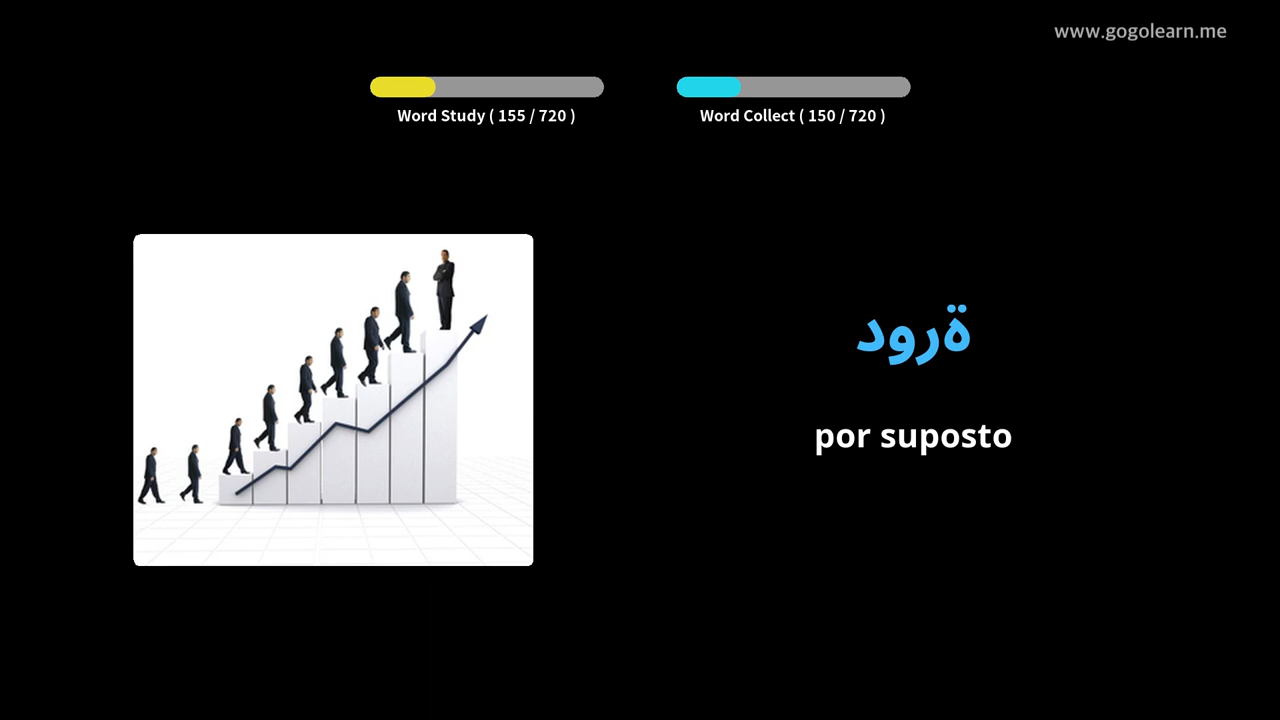 www.gogolearn.me
Word Study ( 155 / 720 )
Word Collect ( 150 / 720 )
ةرود
por suposto